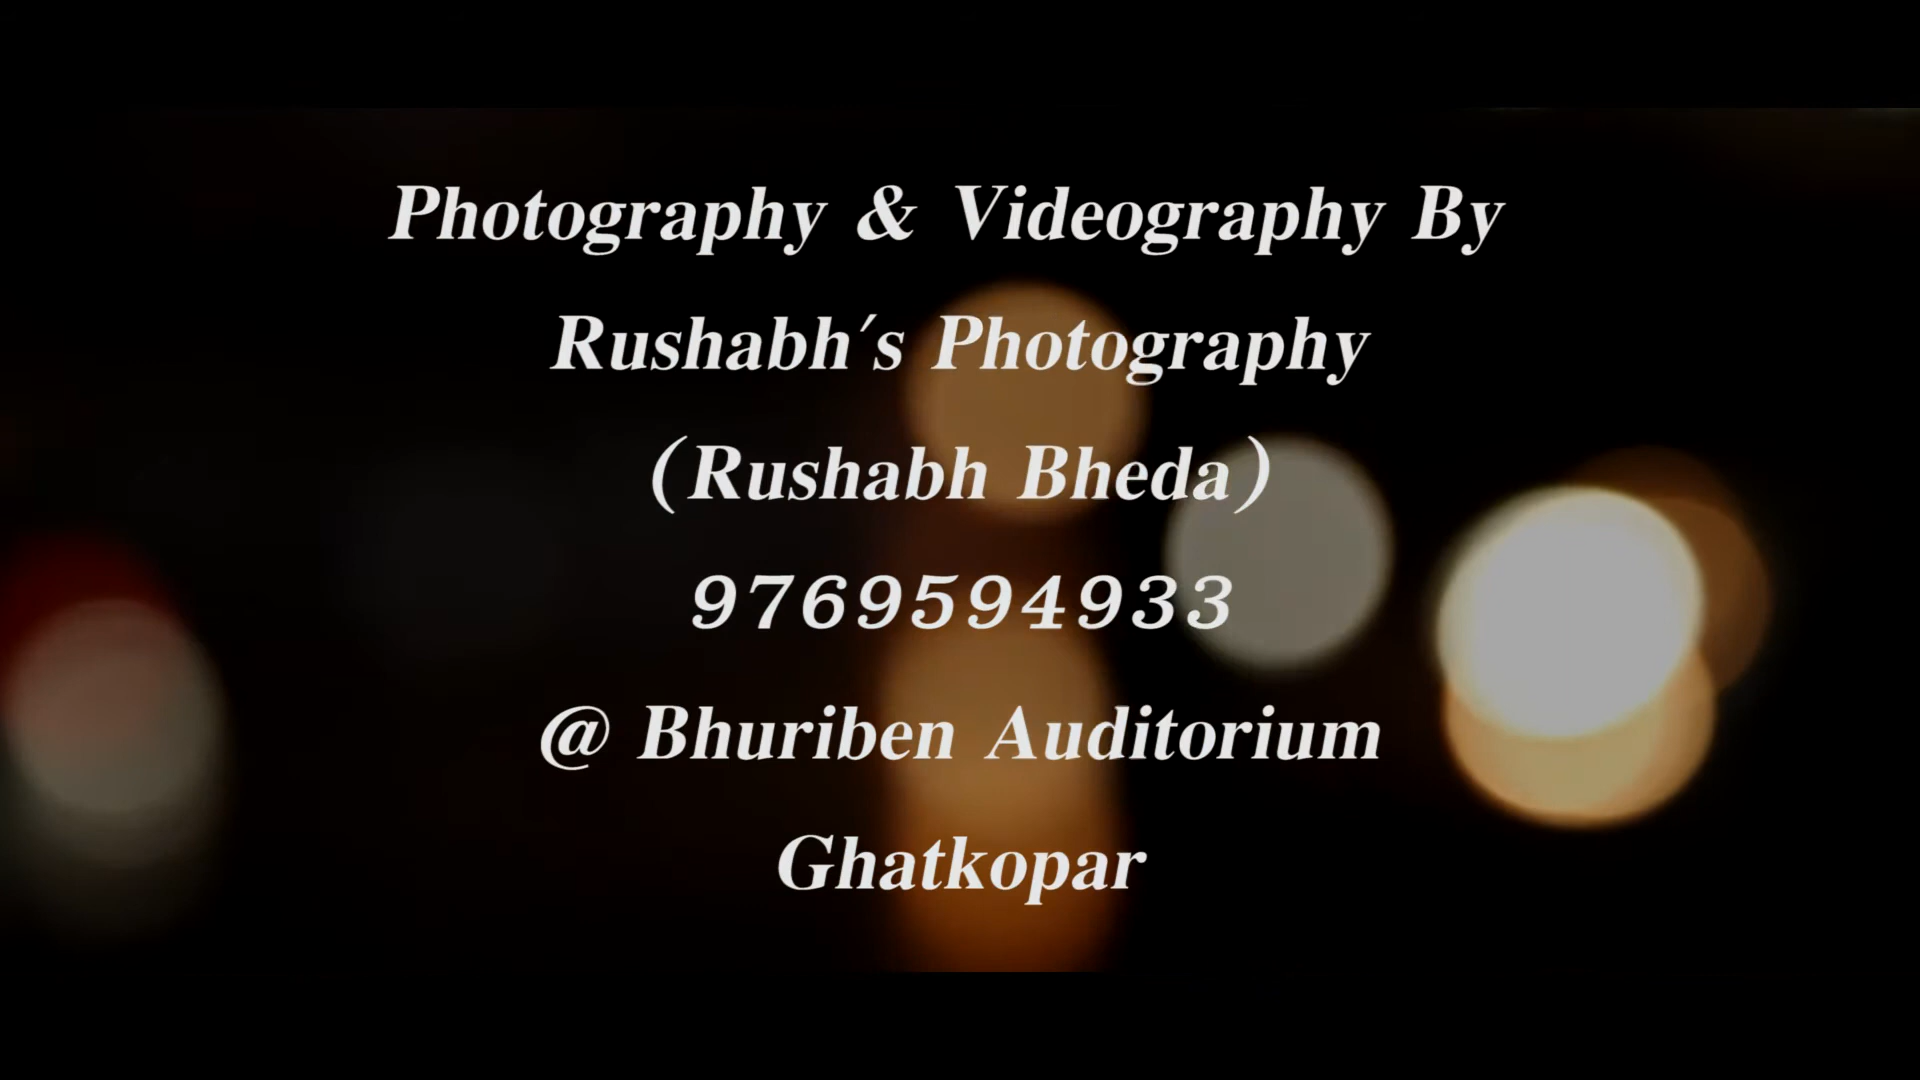 Photography & Videography By
Rushabh's Photography
(Rushabh Bheda)
9769594933
@ Bhuriben Auditorium
Ghatkopar